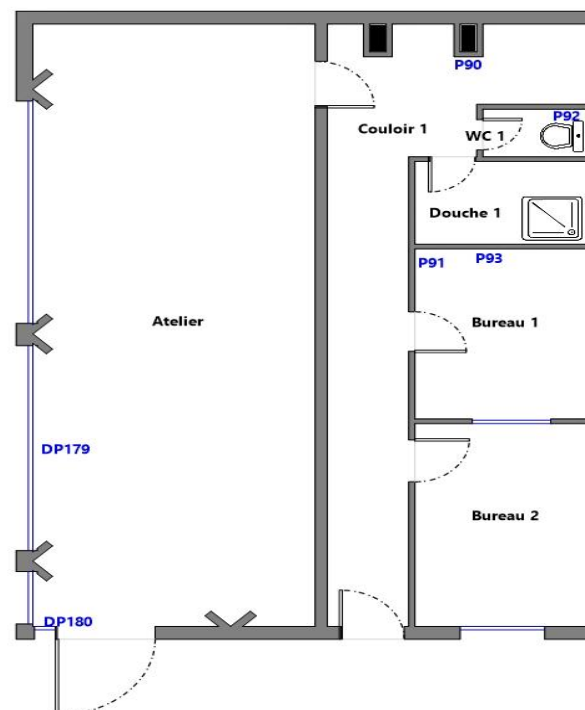 P90
P92
Couloir 1
WC 1
Douche 1
P91
P93
Atelier
Bureau 1
DP179
Bureau 2
DP180